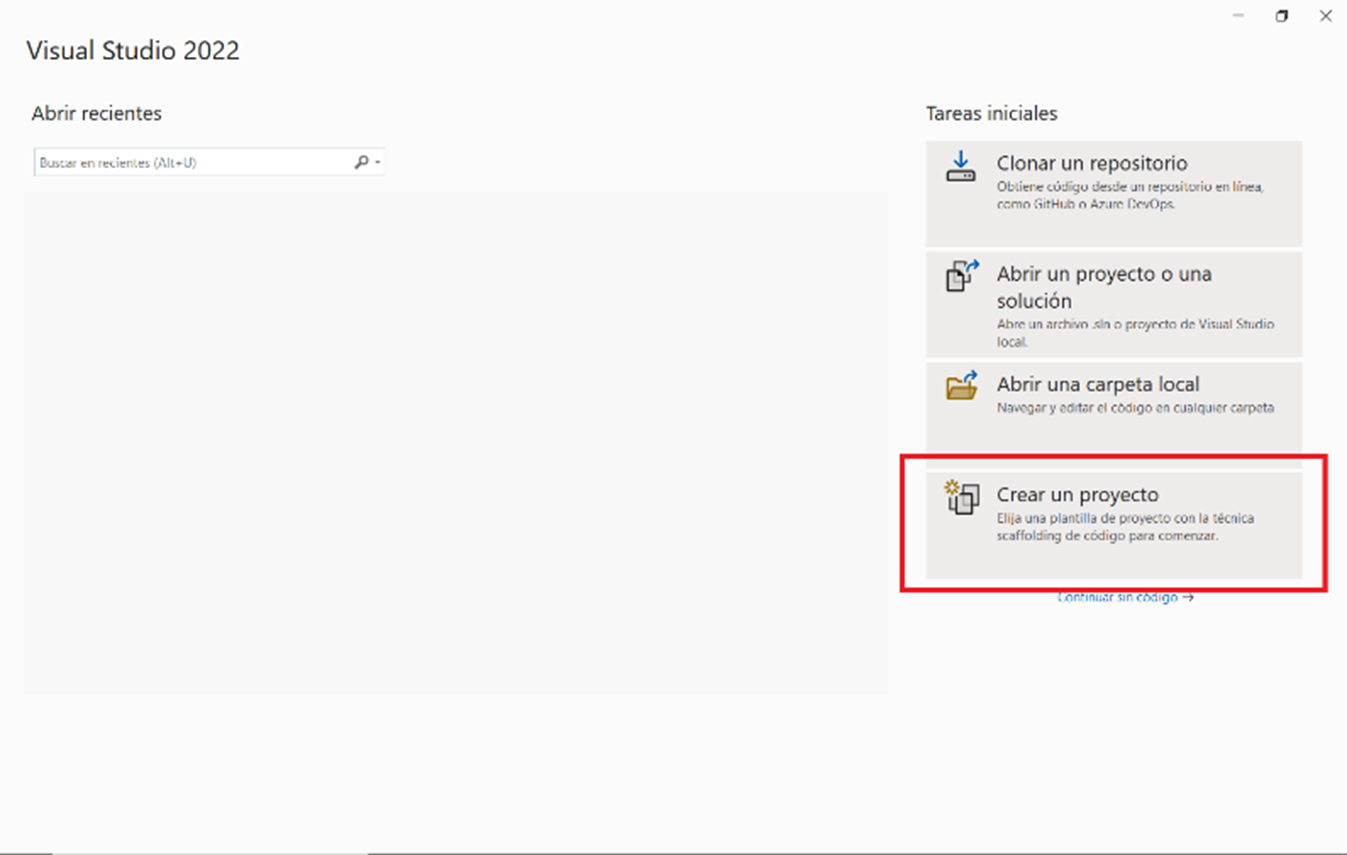 Visual Studio 2022
Abrir recientes
Buscar en recientes (Alt+U)
Tareas iniciales
Clonar un repositorio
Obtiene código desde un repositorio en línea,
como GitHub o Azure DevOps.
Abrir un proyecto o una
solución
Abre un archivo .sln o proyecto de Visual Studio
local.
Abrir una carpeta local
Navegar y editar el código en cualquier carpeta
Crear un proyecto
Elija una plantilla de proyecto con la técnica
scaffolding de código para comenzar.
Continuar sin código →